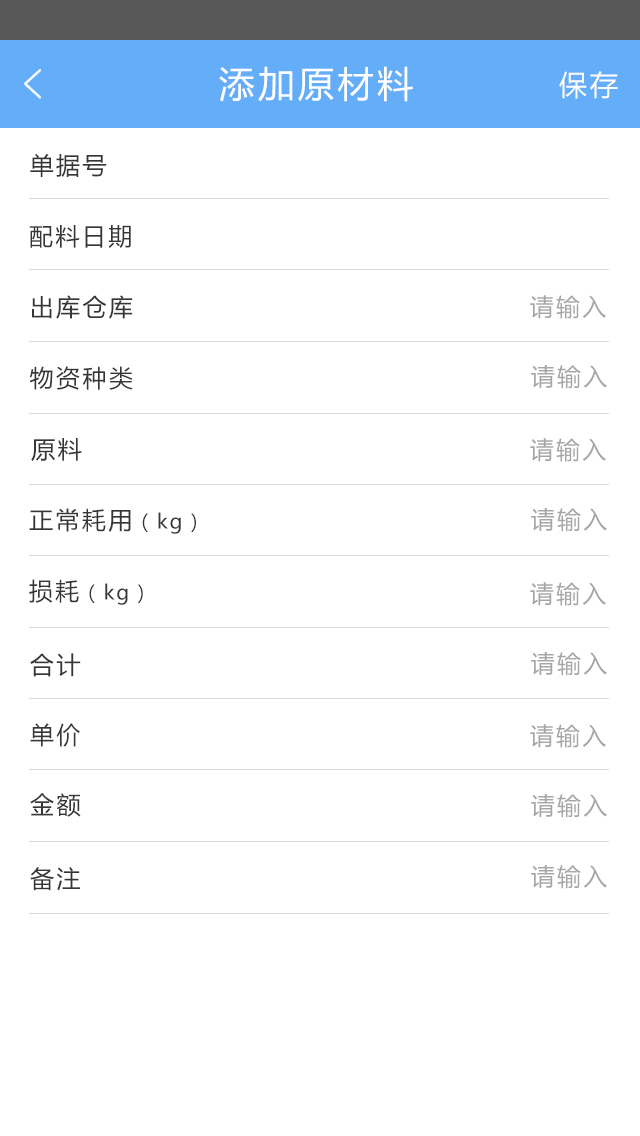 添加原材料 保存
单据号
配料日期
出库仓库 请输入
物资种类 请输入
原料 请输入
正常耗用（kg） 请输入
损耗（kg） 请输入
合计 请输入
单价 请输入
金额 请输入
备注 请输入